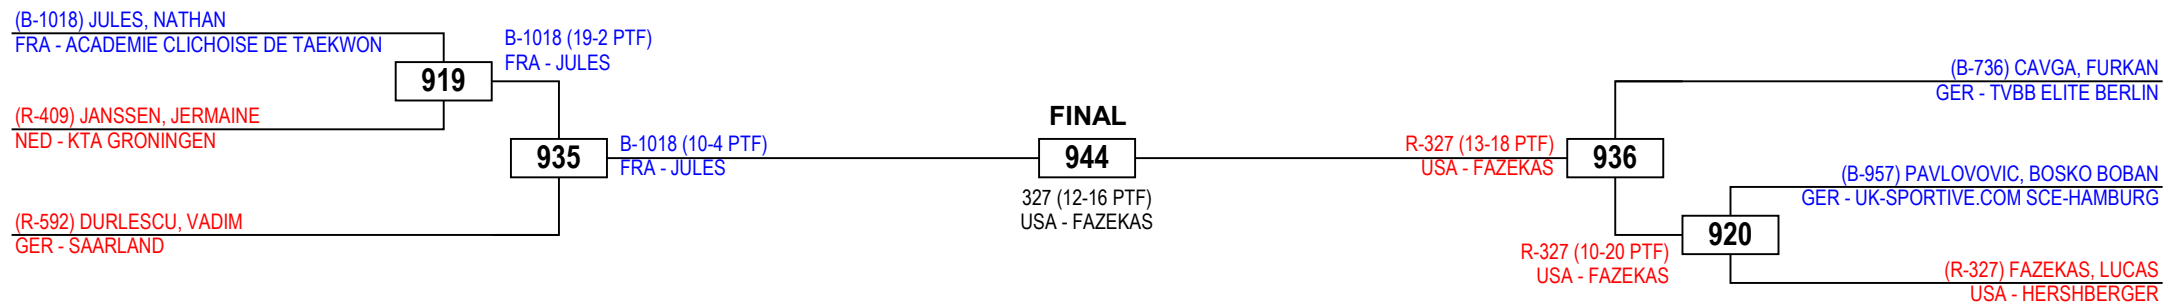 (B-1018) JULES, NATHAN
FRA - ACADEMIE CLICHOISE DE TAEKWON
919
B-1018 (19-2 PTF)
FRA - JULES
(R-409) JANSSEN, JERMAINE
NED - KTA GRONINGEN
935
B-1018 (10-4 PTF)
FRA - JULES
(R-592) DURLESCU, VADIM
GER - SAARLAND
FINAL
944
327 (12-16 PTF)
USA - FAZEKAS
(B-736) CAVGA, FURKAN
GER - TVBB ELITE BERLIN
R-327 (13-18 PTF)
USA - FAZEKAS
936
(B-957) PAVLOVOVIC, BOSKO BOBAN
GER - UK-SPORTIVE.COM SCE-HAMBURG
920
R-327 (10-20 PTF)
USA - FAZEKAS
(R-327) FAZEKAS, LUCAS
USA - HERSHBERGER